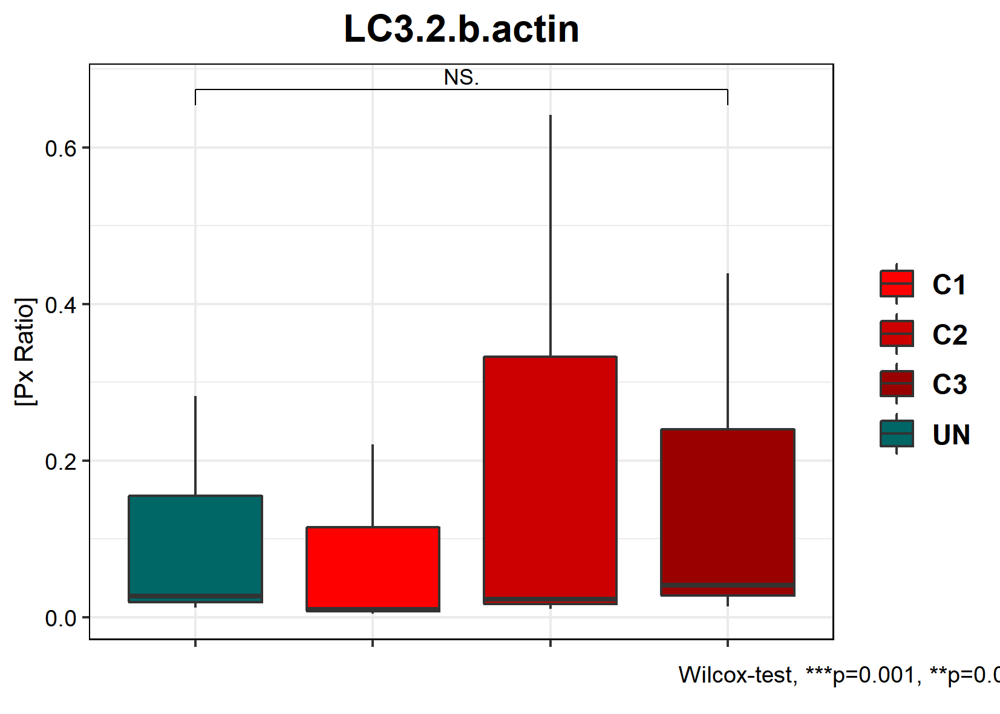 LC3.2.b.actin
NS.
0.6
0.4
0.2
0.0
[Px Ratio]
C1
C2
C3
UN
Wilcox-test, ***p=0.001, **p=0.0